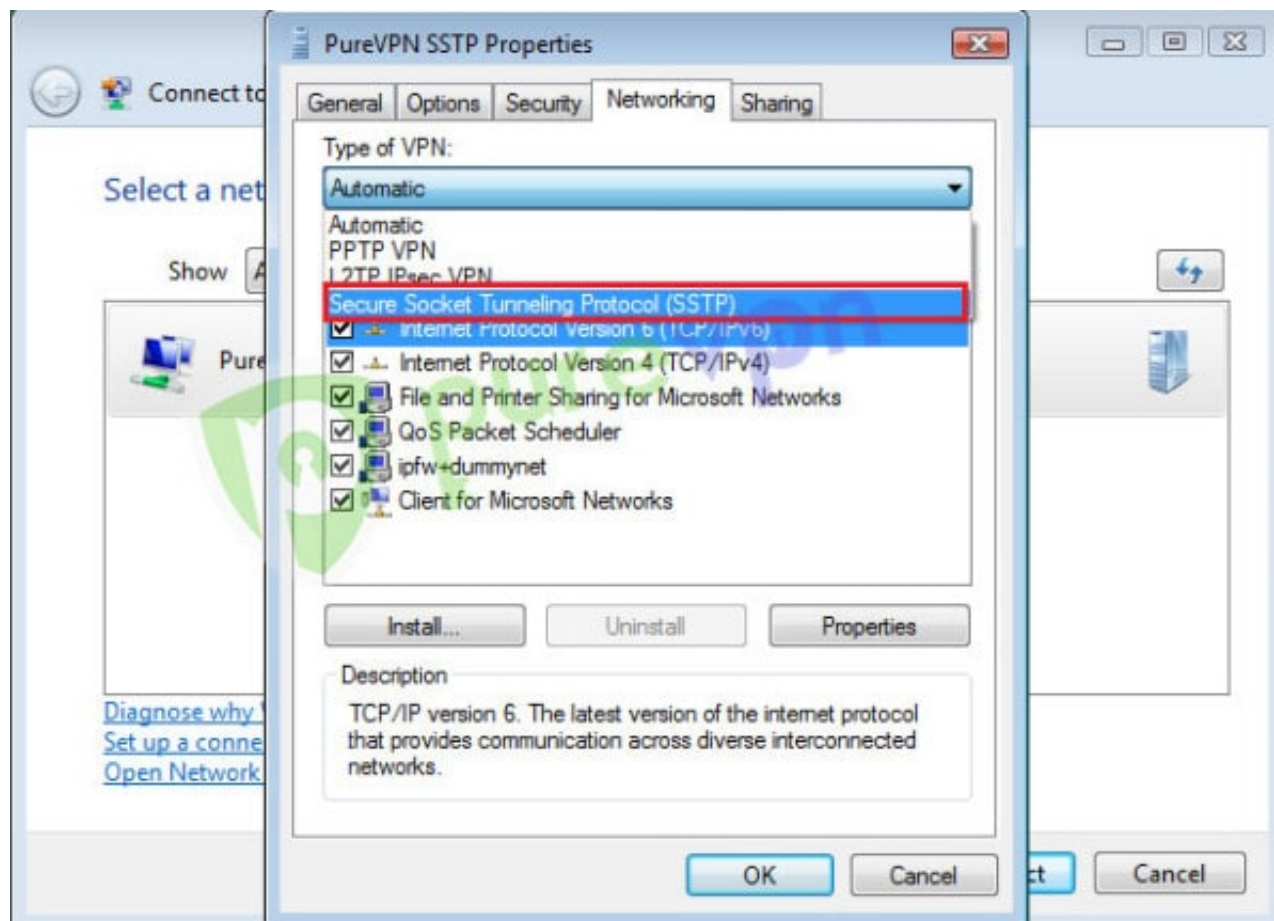 PureVPN SSTP Properties
Connect to
General Options Security Networking Sharing
Type of VPN:
Select a net
Automatic
Automatic
PPTP VPN
Show
L2TP IPsec VPN
Secure Socket Tunneling Protocol (SSTP)
Internet Protocol Version 6 (TCP/IPv6)
Pure
Internet Protocol Version 4 (TCP/IPv4)
File and Printer Sharing for Microsoft Networks
QoS Packet Scheduler
ipfw+dummynet
Client for Microsoft Networks
purevpn
Install... Uninstall Properties
Description
TCP/IP version 6. The latest version of the internet protocol
that provides communication across diverse interconnected
networks.
Diagnose why
Set up a conne
Open Network
OK Cancel
ct Cancel